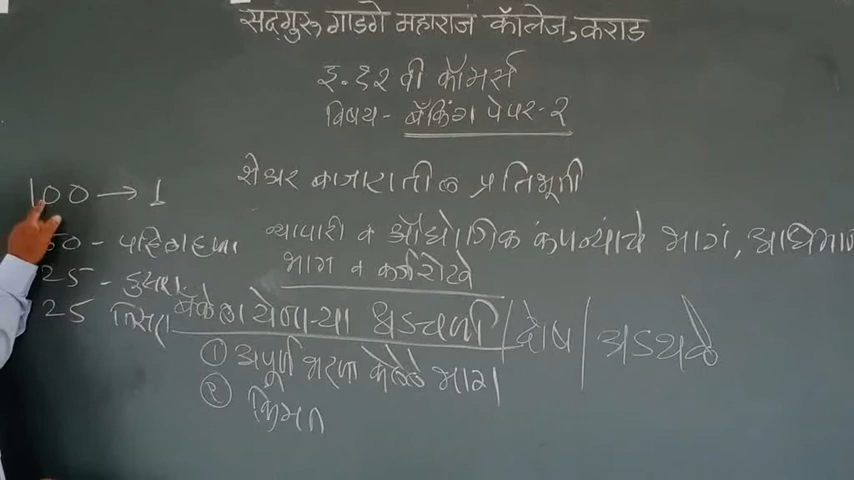 सद्गुरु गाडगे महाराज कॉलेज, कराड
इ. १२ वी कॉमर्स
विषय - बँकिंग पेपर - २
शेअर बाजारातील प्रतिभूती
व्यापारी व औद्योगिक कंपन्यांचे भाग, अधिमान
भाग व कर्जरोखे
बँकेला येणाऱ्या अडचणी / दोष / अडथळे
① अपूर्ण भरणा केलेले भाग
② किंमत
100 → 1
50 - पहिला हप्ता
25 - दुसरा
25 तिसरा